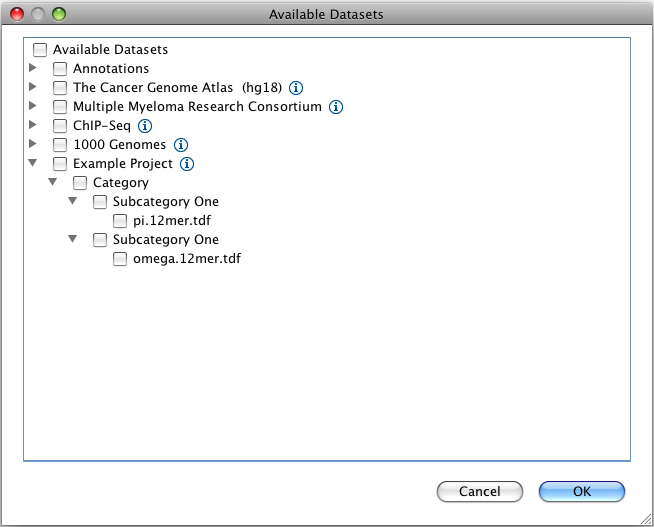 Available Datasets
Available Datasets
Annotations
The Cancer Genome Atlas (hg18)
Multiple Myeloma Research Consortium
ChIP-Seq
1000 Genomes
Example Project
Category
Subcategory One
pi.12mer.tdf
Subcategory One
omega.12mer.tdf
Cancel OK